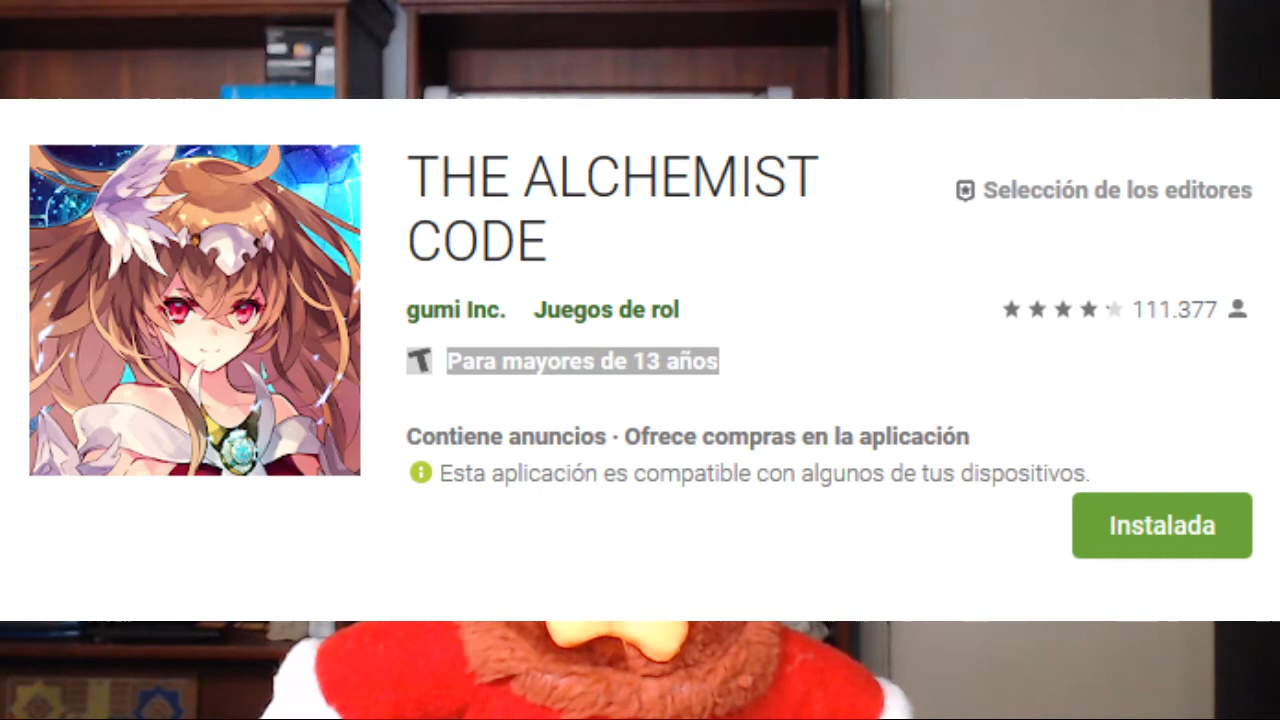 THE ALCHEMIST
CODE
Selección de los editores
gumi Inc. Juegos de rol
111.377
T Para mayores de 13 años
Contiene anuncios · Ofrece compras en la aplicación
Esta aplicación es compatible con algunos de tus dispositivos.
Instalada